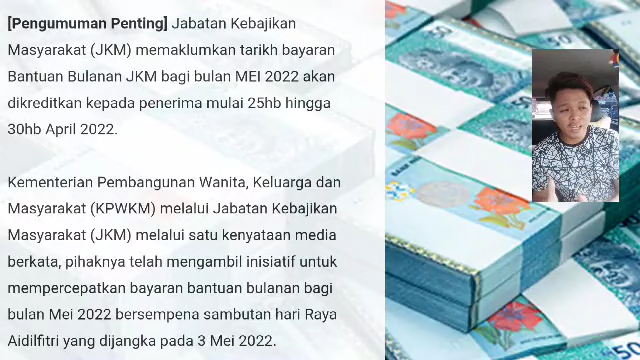 [Pengumuman Penting] Jabatan Kebajikan
Masyarakat (JKM) memaklumkan tarikh bayaran
Bantuan Bulanan JKM bagi bulan MEI 2022 akan
dikreditkan kepada penerima mulai 25hb hingga
30hb April 2022.
Kementerian Pembangunan Wanita, Keluarga dan
Masyarakat (KPWKM) melalui Jabatan Kebajikan
Masyarakat (JKM) melalui satu kenyataan media
berkata, pihaknya telah mengambil inisiatif untuk
mempercepatkan bayaran bantuan bulanan bagi
bulan Mei 2022 bersempena sambutan hari Raya
Aidilfitri yang dijangka pada 3 Mei 2022.
50
50